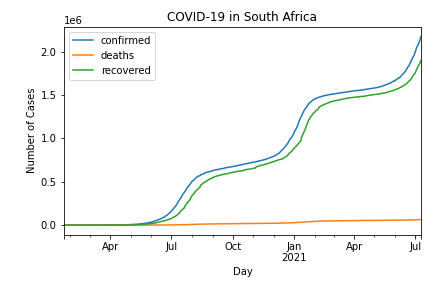 COVID-19 in South Africa
1e6
confirmed
deaths
recovered
Number of Cases
2.0
1.5
1.0
0.5
0.0
Apr Jul Oct Jan Apr Jul
2021
Day